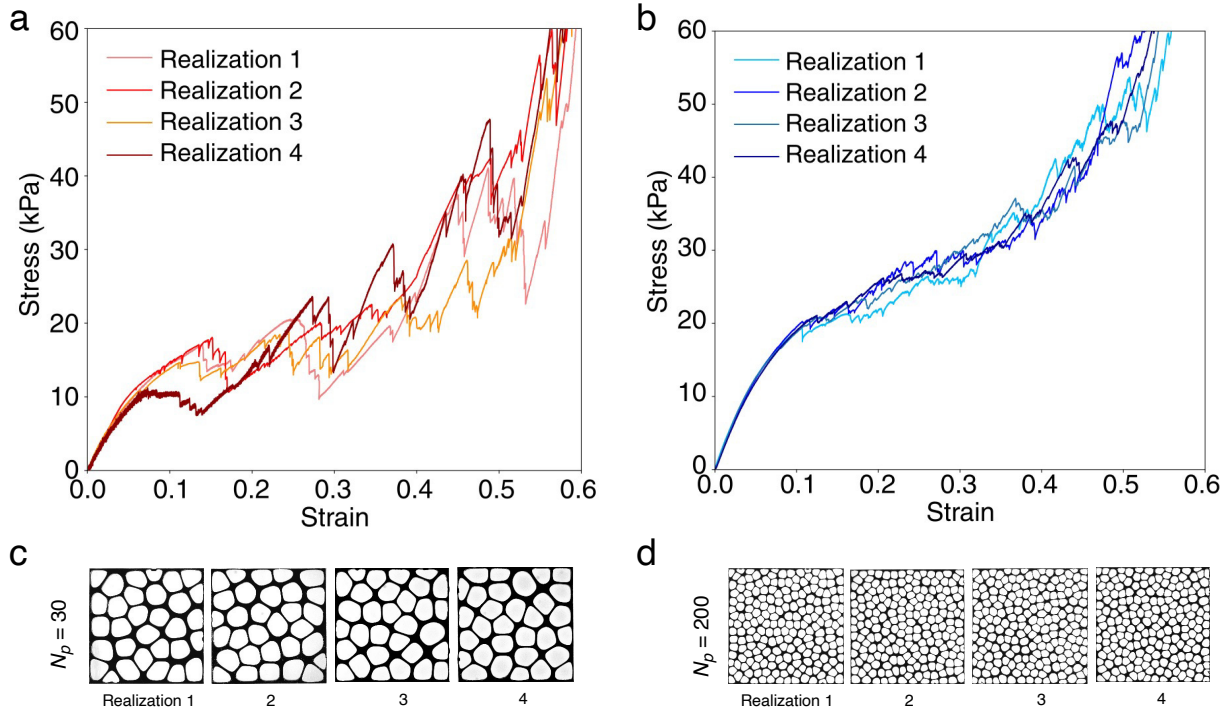 a
60
50
40
30
20
10
0
Stress (kPa)
Realization 1
Realization 2
Realization 3
Realization 4
0.0 0.1 0.2 0.3 0.4 0.5 0.6
Strain
b
60
50
40
30
20
10
0
Stress (kPa)
Realization 1
Realization 2
Realization 3
Realization 4
0.0 0.1 0.2 0.3 0.4 0.5 0.6
Strain
c
Np = 30
Realization 1 2 3 4
d
Np = 200
Realization 1 2 3 4